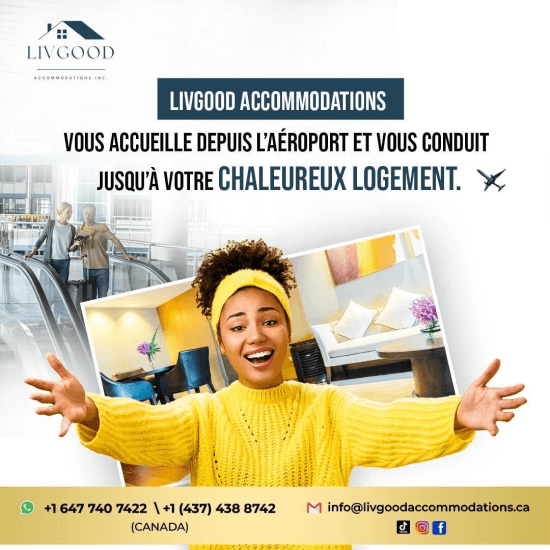 LIVGOOD
ACCOMMODATIONS INC.
LIVGOOD ACCOMMODATIONS
VOUS ACCUEILLE DEPUIS L'AÉROPORT ET VOUS CONDUIT
JUSQU'À VOTRE CHALEUREUX LOGEMENT.
+1 647 740 7422 \ +1 (437) 438 8742
(CANADA)
info@livgoodaccommodations.ca